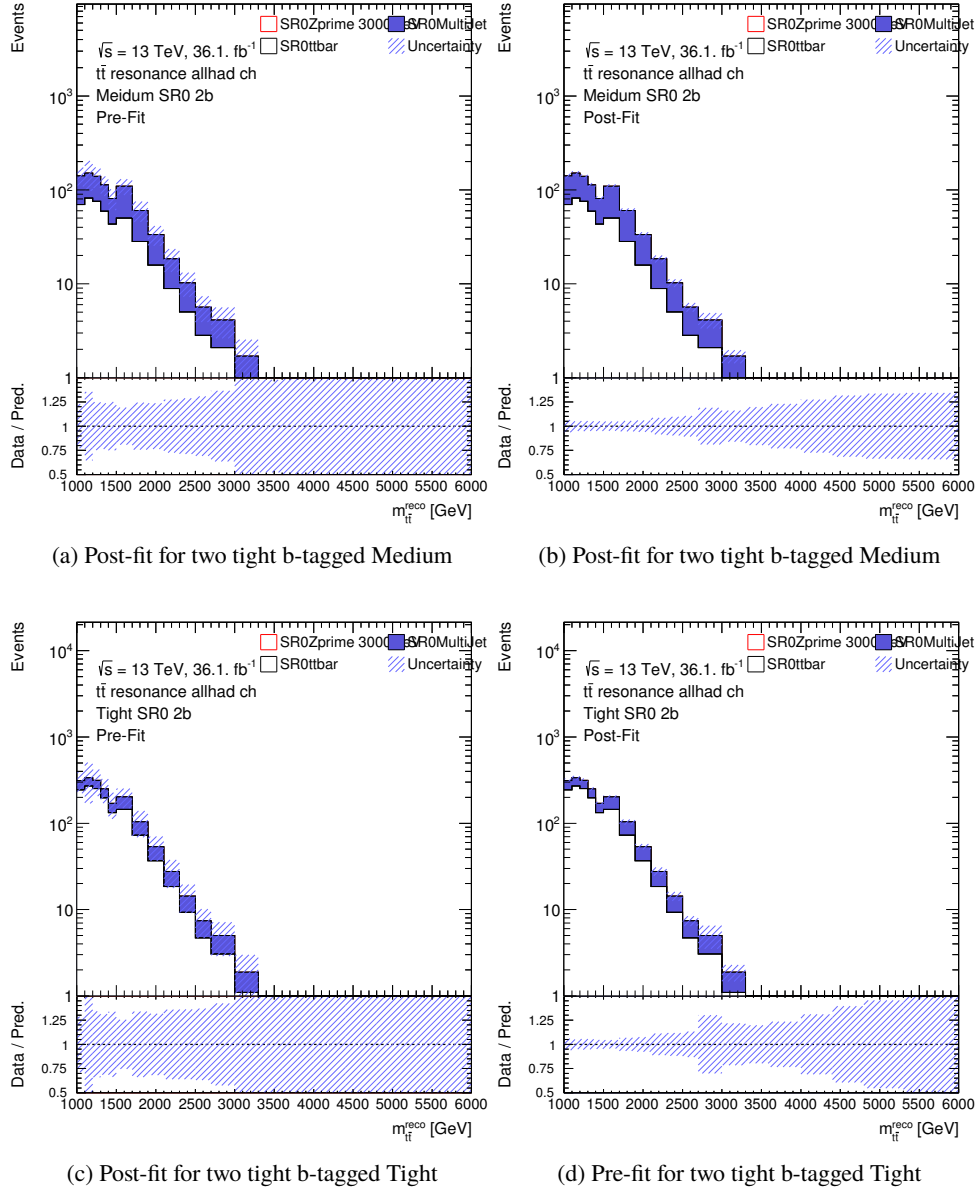 Events
√s = 13 TeV, 36.1. fb⁻¹
tt̄ resonance allhad ch
Meidum SR0 2b
Pre-Fit
SR0Zprime 3000 GeV
SR0MultiJet
SR0ttbar
Uncertainty
10³
10²
10
1
Data / Pred.
1.25
1
0.75
0.5
1000 1500 2000 2500 3000 3500 4000 4500 5000 5500 6000
m_tt̄^reco [GeV]
(a) Post-fit for two tight b-tagged Medium
Events
√s = 13 TeV, 36.1. fb⁻¹
tt̄ resonance allhad ch
Meidum SR0 2b
Post-Fit
SR0Zprime 3000 GeV
SR0MultiJet
SR0ttbar
Uncertainty
10³
10²
10
1
Data / Pred.
1.25
1
0.75
0.5
1000 1500 2000 2500 3000 3500 4000 4500 5000 5500 6000
m_tt̄^reco [GeV]
(b) Post-fit for two tight b-tagged Medium
Events
√s = 13 TeV, 36.1. fb⁻¹
tt̄ resonance allhad ch
Tight SR0 2b
Pre-Fit
SR0Zprime 3000 GeV
SR0MultiJet
SR0ttbar
Uncertainty
10⁴
10³
10²
10
1
Data / Pred.
1.25
1
0.75
0.5
1000 1500 2000 2500 3000 3500 4000 4500 5000 5500 6000
m_tt̄^reco [GeV]
(c) Post-fit for two tight b-tagged Tight
Events
√s = 13 TeV, 36.1. fb⁻¹
tt̄ resonance allhad ch
Tight SR0 2b
Post-Fit
SR0Zprime 3000 GeV
SR0MultiJet
SR0ttbar
Uncertainty
10⁴
10³
10²
10
1
Data / Pred.
1.25
1
0.75
0.5
1000 1500 2000 2500 3000 3500 4000 4500 5000 5500 6000
m_tt̄^reco [GeV]
(d) Pre-fit for two tight b-tagged Tight